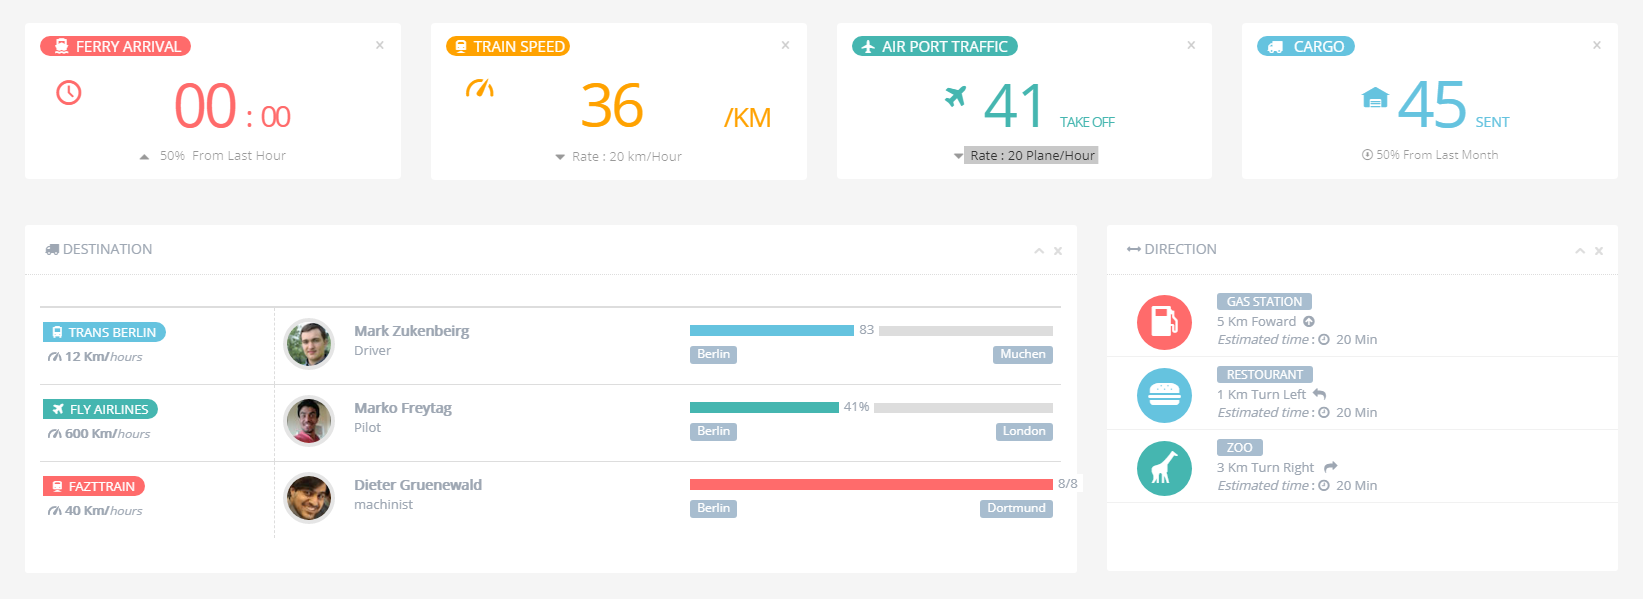 FERRY ARRIVAL
x
00 : 00
50% From Last Hour
TRAIN SPEED
x
36 /KM
Rate : 20 km/Hour
AIR PORT TRAFFIC
x
41 TAKE OFF
Rate : 20 Plane/Hour
CARGO
x
45 SENT
50% From Last Month
DESTINATION
x
TRANS BERLIN
12 Km/hours
Mark Zukenbeirg
Driver
83
Berlin
Muchen
FLY AIRLINES
600 Km/hours
Marko Freytag
Pilot
41%
Berlin
London
FAZTTRAIN
40 Km/hours
Dieter Gruenewald
machinist
8/8
Berlin
Dortmund
DIRECTION
x
GAS STATION
5 Km Foward
Estimated time : 20 Min
RESTOURANT
1 Km Turn Left
Estimated time : 20 Min
ZOO
3 Km Turn Right
Estimated time : 20 Min